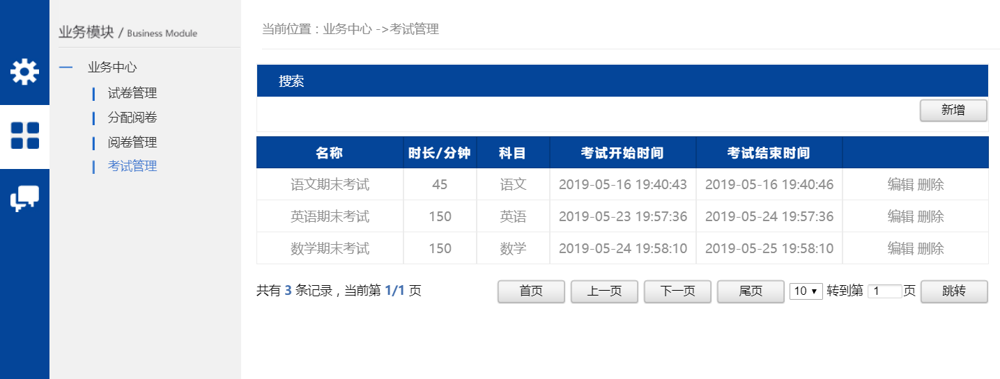 业务模块 / Business Module
业务中心
试卷管理
分配阅卷
阅卷管理
考试管理
当前位置：业务中心 ->考试管理
搜索
新增
名称 时长/分钟 科目 考试开始时间 考试结束时间
语文期末考试 45 语文 2019-05-16 19:40:43 2019-05-16 19:40:46 编辑 删除
英语期末考试 150 英语 2019-05-23 19:57:36 2019-05-24 19:57:36 编辑 删除
数学期末考试 150 数学 2019-05-24 19:58:10 2019-05-25 19:58:10 编辑 删除
共有 3 条记录，当前第 1/1 页 首页 上一页 下一页 尾页 10 转到第 1 页 跳转